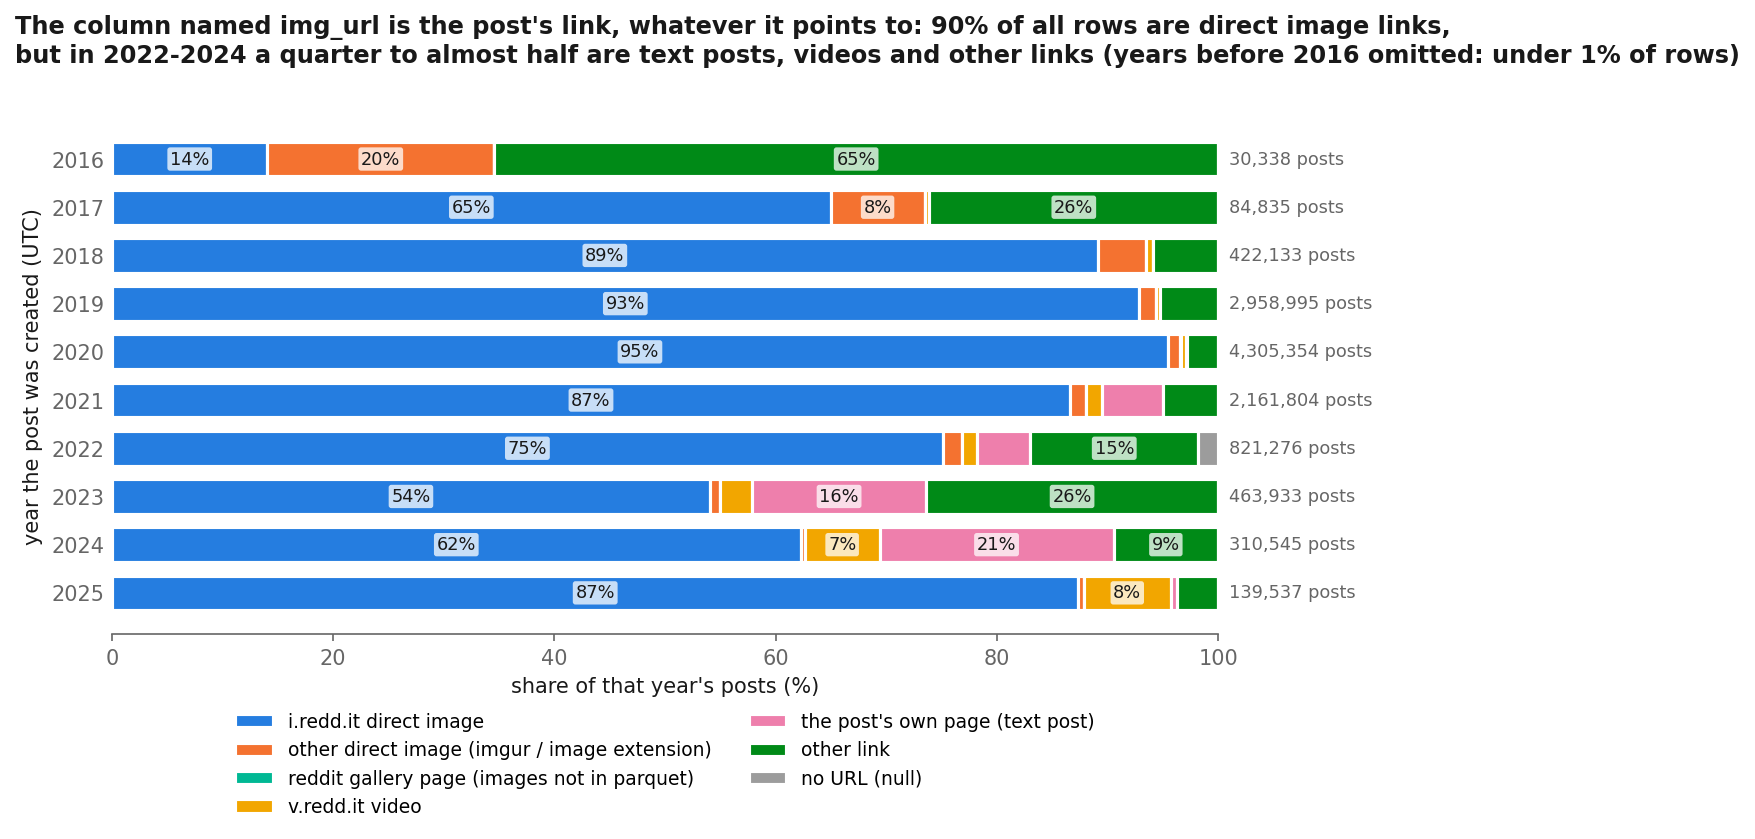 The column named img_url is the post's link, whatever it points to: 90% of all rows are direct image links,
but in 2022-2024 a quarter to almost half are text posts, videos and other links (years before 2016 omitted: under 1% of rows)
year the post was created (UTC)
2016 14% 20% 65% 30,338 posts
2017 65% 8% 26% 84,835 posts
2018 89% 422,133 posts
2019 93% 2,958,995 posts
2020 95% 4,305,354 posts
2021 87% 2,161,804 posts
2022 75% 15% 821,276 posts
2023 54% 16% 26% 463,933 posts
2024 62% 7% 21% 9% 310,545 posts
2025 87% 8% 139,537 posts
0 20 40 60 80 100
share of that year's posts (%)
i.redd.it direct image
other direct image (imgur / image extension)
reddit gallery page (images not in parquet)
v.redd.it video
the post's own page (text post)
other link
no URL (null)